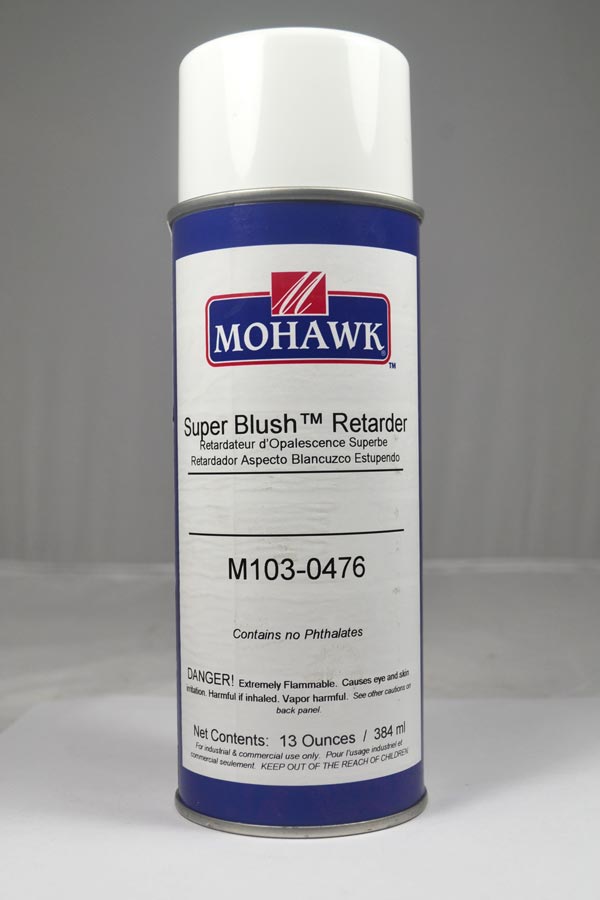 M
MOHAWK®
™
Super Blush™ Retarder
Retardateur d'Opalescence Superbe
Retardador Aspecto Blancuzco Estupendo
M103-0476
Contains no Phthalates
DANGER! Extremely Flammable. Causes eye and skin
irritation. Harmful if inhaled. Vapor harmful. See other cautions on
back panel.
Net Contents: 13 Ounces / 384 ml
For industrial & commercial use only. Pour l'usage industriel et
commercial seulement. KEEP OUT OF THE REACH OF CHILDREN.